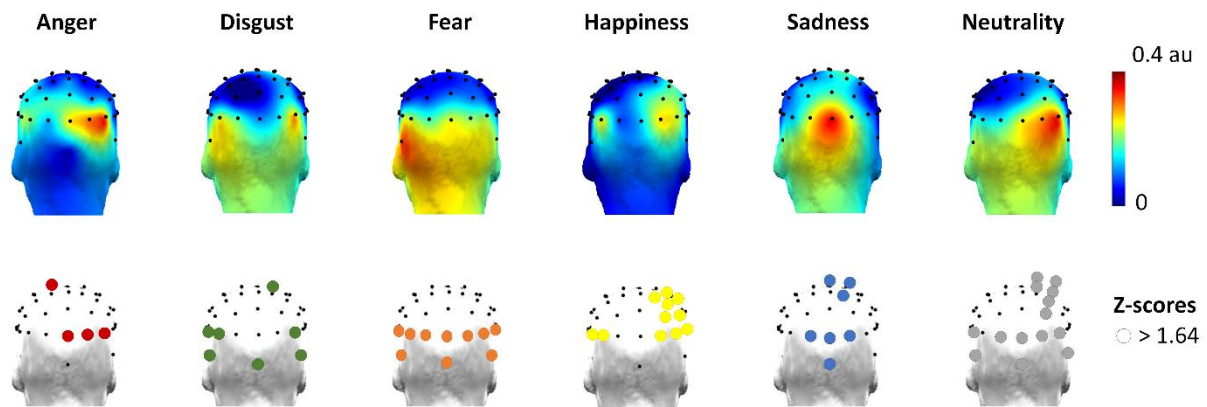 Anger Disgust Fear Happiness Sadness Neutrality
0.4 au
0
Z-scores
> 1.64